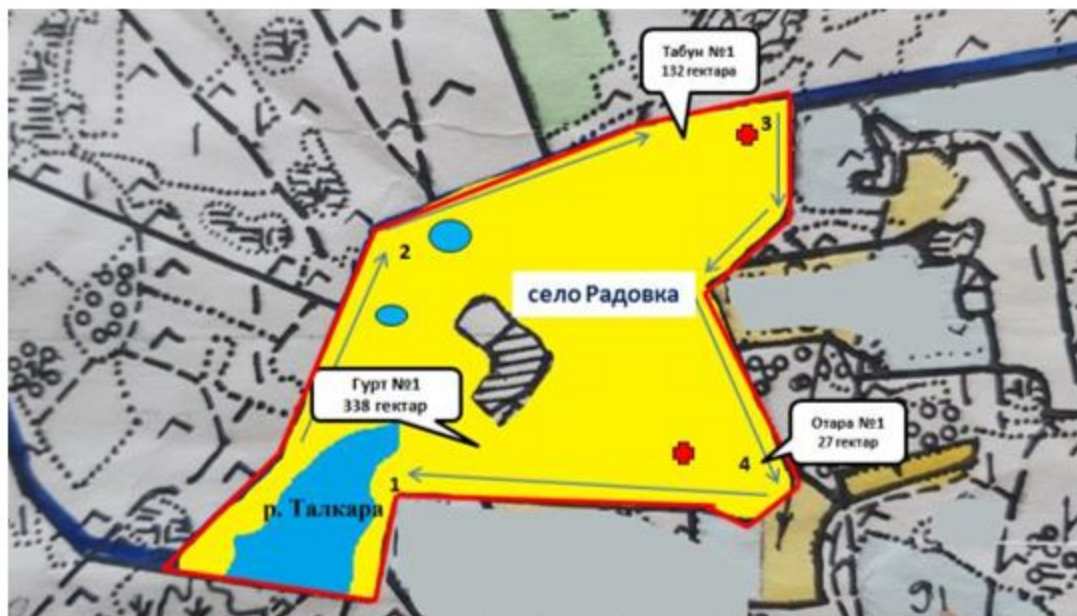 Табун №1
132 гектара
3
2
село Радовка
Гурт №1
338 гектар
Отара №1
27 гектар
4
1
р. Талкара